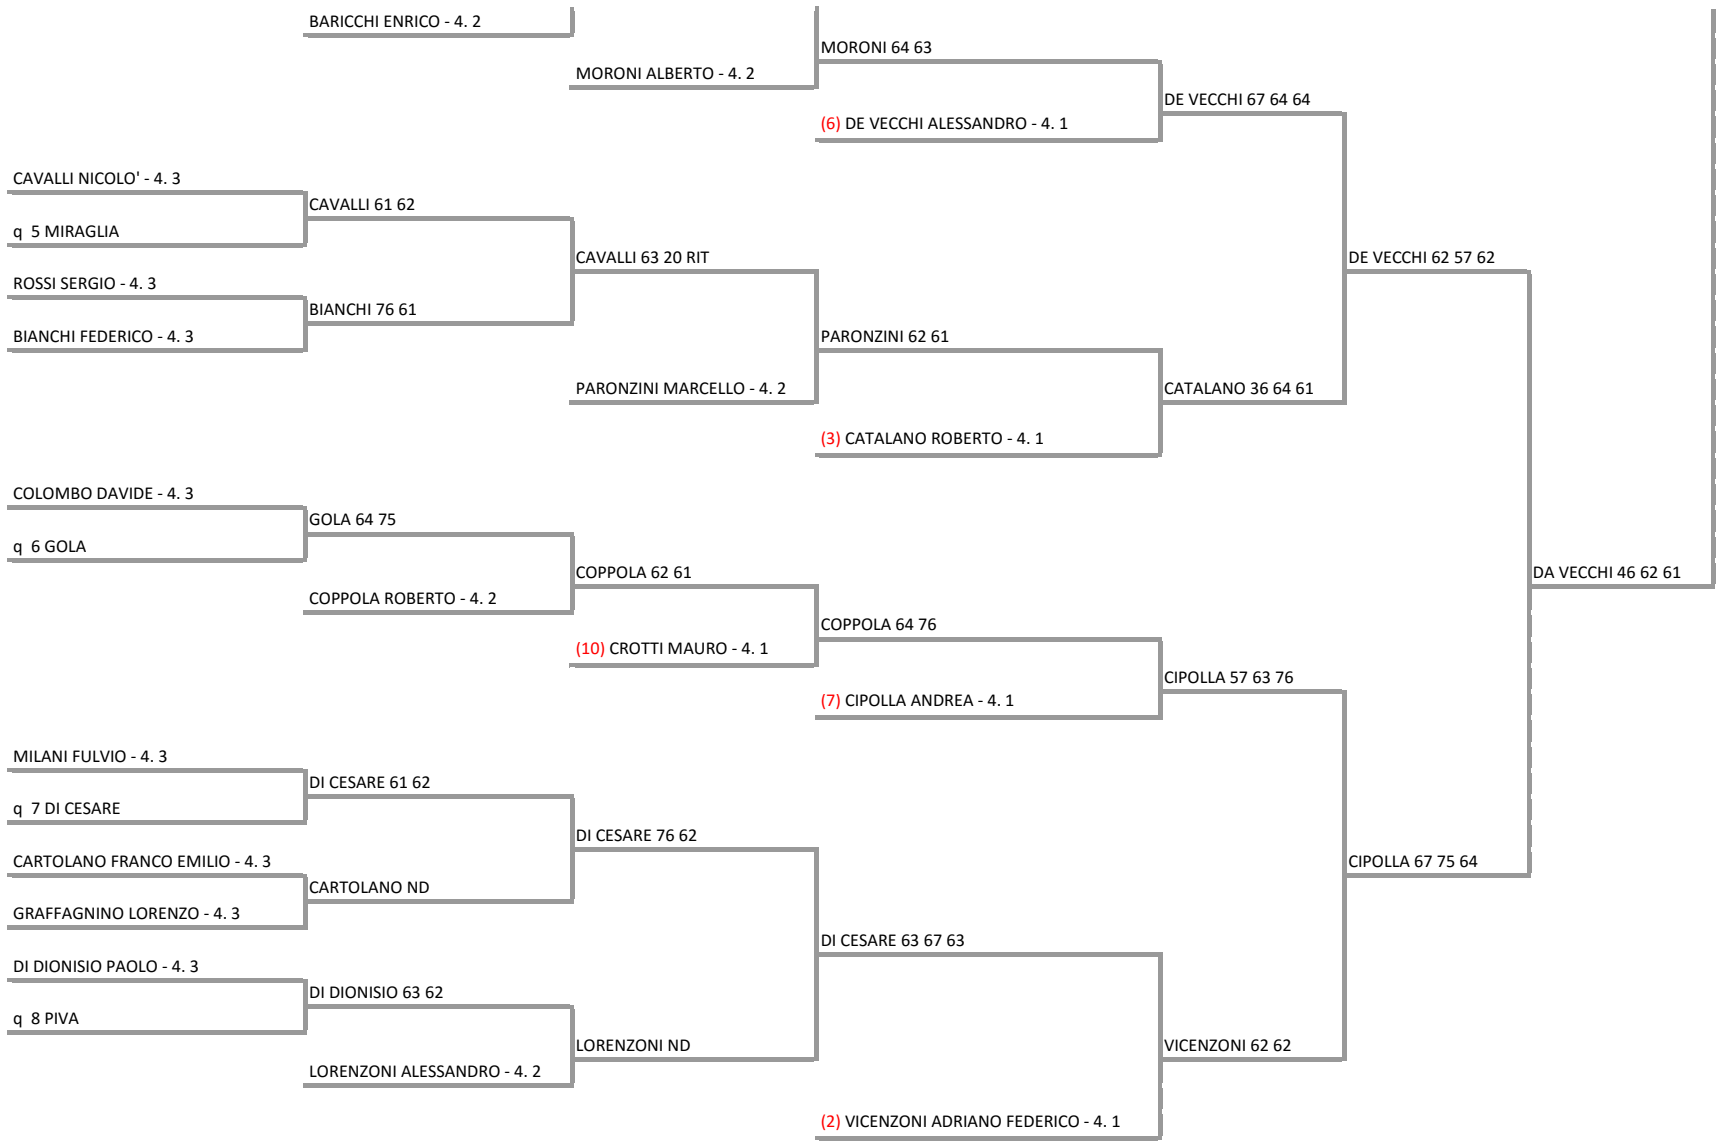 BARICCHI ENRICO - 4. 2
MORONI 64 63
MORONI ALBERTO - 4. 2
DE VECCHI 67 64 64
(6) DE VECCHI ALESSANDRO - 4. 1
CAVALLI NICOLO' - 4. 3
CAVALLI 61 62
q 5 MIRAGLIA
CAVALLI 63 20 RIT
DE VECCHI 62 57 62
ROSSI SERGIO - 4. 3
BIANCHI 76 61
BIANCHI FEDERICO - 4. 3
PARONZINI 62 61
PARONZINI MARCELLO - 4. 2
CATALANO 36 64 61
(3) CATALANO ROBERTO - 4. 1
COLOMBO DAVIDE - 4. 3
GOLA 64 75
q 6 GOLA
COPPOLA 62 61
DA VECCHI 46 62 61
COPPOLA ROBERTO - 4. 2
COPPOLA 64 76
(10) CROTTI MAURO - 4. 1
CIPOLLA 57 63 76
(7) CIPOLLA ANDREA - 4. 1
MILANI FULVIO - 4. 3
DI CESARE 61 62
q 7 DI CESARE
DI CESARE 76 62
CARTOLANO FRANCO EMILIO - 4. 3
CIPOLLA 67 75 64
CARTOLANO ND
GRAFFAGNINO LORENZO - 4. 3
DI CESARE 63 67 63
DI DIONISIO PAOLO - 4. 3
DI DIONISIO 63 62
q 8 PIVA
LORENZONI ND
VICENZONI 62 62
LORENZONI ALESSANDRO - 4. 2
(2) VICENZONI ADRIANO FEDERICO - 4. 1